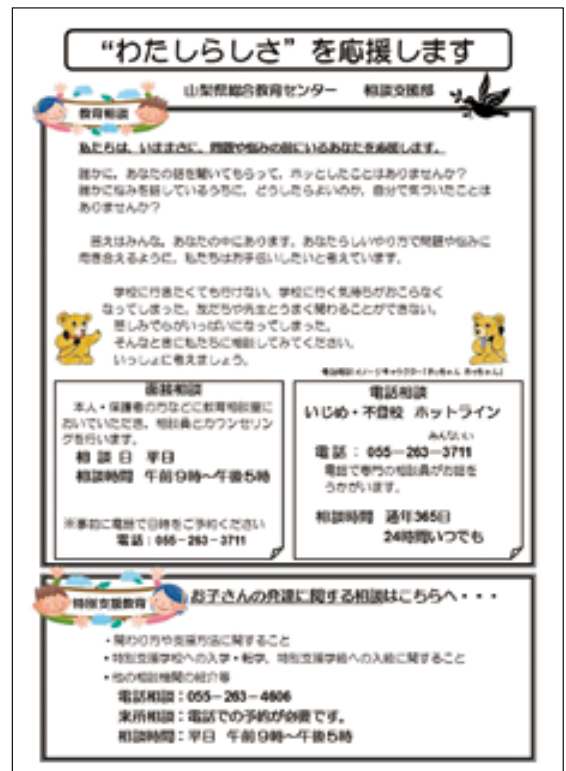 “わたしらしさ”を応援します
山梨県総合教育センター　相談支援部
教育相談
私たちは、いままさに、問題や悩みの前にいるあなたを応援します。
誰かに、あなたの話を聞いてもらって、ホッとしたことはありませんか？
誰かに悩みを話しているうちに、どうしたらよいのか、自分で気づいたことは
ありませんか？
答えはみんな、あなたの中にあります。あなたらしいやり方で問題や悩みに
向き合えるように、私たちはお手伝いしたいと考えています。
学校に行きたくても行けない、学校に行く気持ちがおこらなく
なってしまった。友だちや先生とうまく関わることができない。
悲しみで心がいっぱいになってしまった。
そんなときに私たちに相談してみてください。
いっしょに考えましょう。
面接相談
本人・保護者の方などに教育相談室に
おいでいただき、相談員とカウンセリン
グを行います。
相 談 日　平日
相談時間　午前９時〜午後５時
※事前に電話で日時をご予約ください
電話：055－263－3711
電話相談
いじめ・不登校　ホットライン
みんないい
電 話：055－263－3711
電話で専門の相談員がお話を
うかがいます。
相談時間　通年365日
24時間いつでも
特別支援教育
お子さんの発達に関する相談はこちらへ・・・
・関わり方や支援方法に関すること
・特別支援学校への入学・転学、特別支援学級への入級に関すること
・他の相談機関の紹介等
電話相談：055－263－4606
来所相談：電話での予約が必要です。
相談時間：平日　午前９時〜午後５時